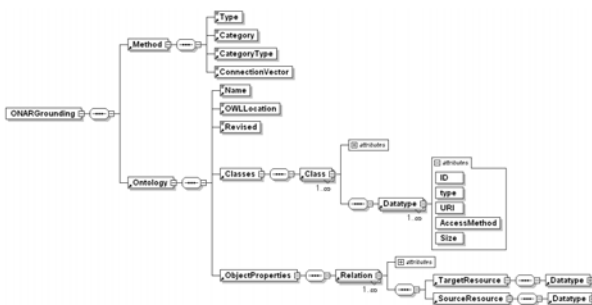 Type
Method
Category
CategoryType
ConnectionVector
ONARGrounding
Name
OWLLocation
Revised
attributes
Classes
Class
1..∞
attributes
ID
type
URI
AccessMethod
Size
Ontology
Datatype
1..∞
attributes
ObjectProperties
Relation
1..∞
TargetResource
Datatype
SourceResource
Datatype